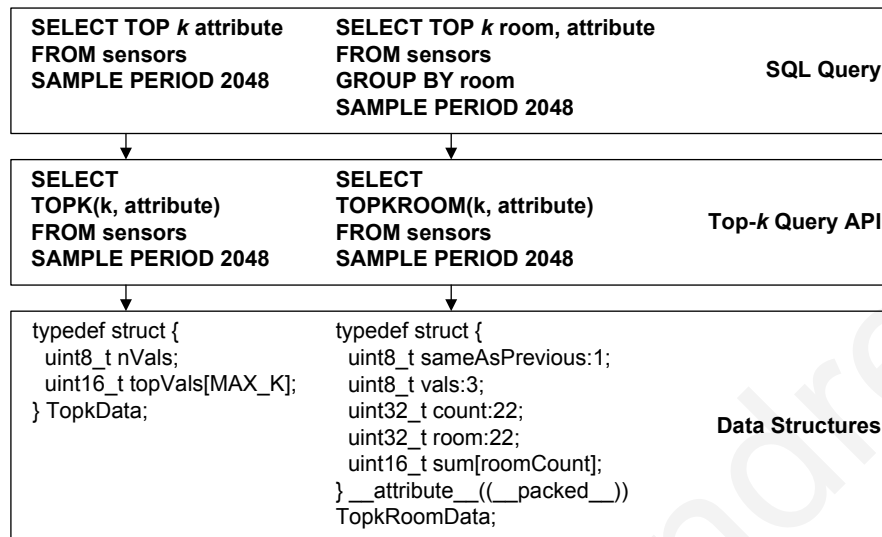 SELECT TOP k attribute
FROM sensors
SAMPLE PERIOD 2048
SELECT TOP k room, attribute
FROM sensors
GROUP BY room
SAMPLE PERIOD 2048
SQL Query
SELECT
TOPK(k, attribute)
FROM sensors
SAMPLE PERIOD 2048
SELECT
TOPKROOM(k, attribute)
FROM sensors
SAMPLE PERIOD 2048
Top-k Query API
typedef struct {
uint8_t nVals;
uint16_t topVals[MAX_K];
} TopkData;
typedef struct {
uint8_t sameAsPrevious:1;
uint8_t vals:3;
uint32_t count:22;
uint32_t room:22;
uint16_t sum[roomCount];
} __attribute__((__packed__))
TopkRoomData;
Data Structures